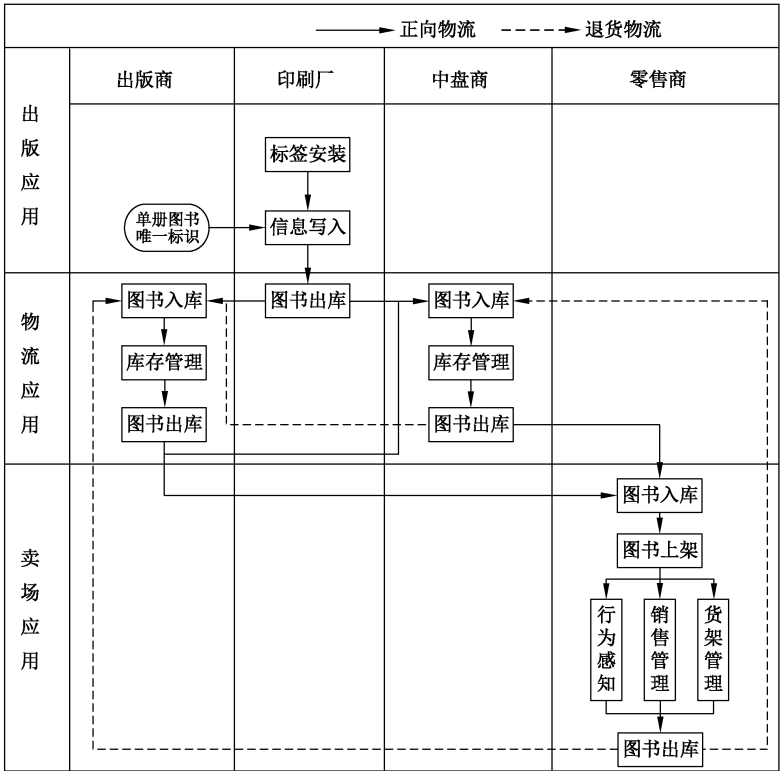 正向物流 退货物流
出版商 印刷厂 中盘商 零售商
出版应用
标签安装
单册图书
唯一标识
信息写入
物流应用
图书入库 图书出库 图书入库
库存管理 库存管理
图书出库 图书出库
卖场应用
图书入库
图书上架
行为感知 销售管理 货架管理
图书出库